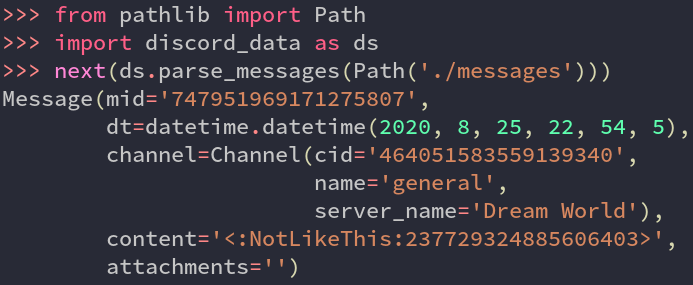 >>> from pathlib import Path
>>> import discord_data as ds
>>> next(ds.parse_messages(Path('./messages')))
Message(mid='747951969171275807',
        dt=datetime.datetime(2020, 8, 25, 22, 54, 5),
        channel=Channel(cid='464051583559139340',
                        name='general',
                        server_name='Dream World'),
        content='<:NotLikeThis:237729324885606403>',
        attachments='')